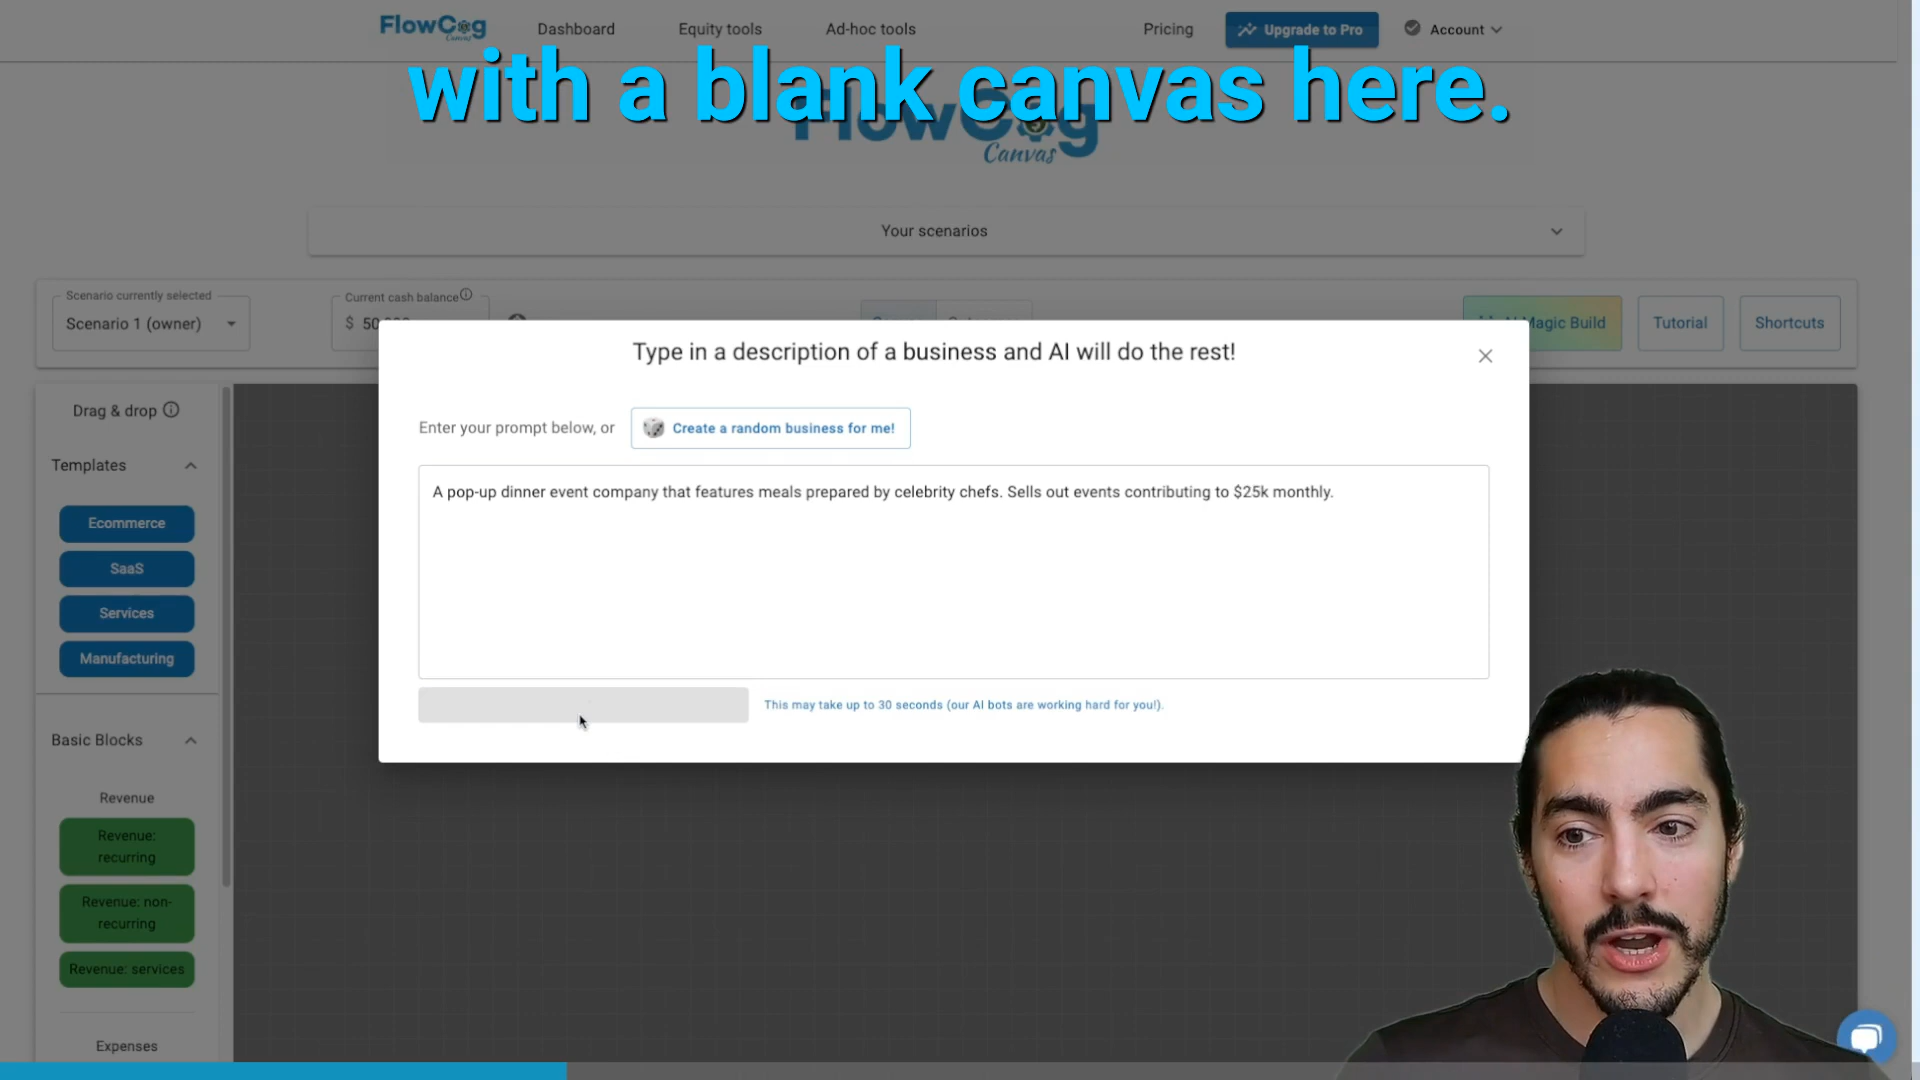 FlowCog
Canvas
Dashboard
Equity tools
Ad-hoc tools
Pricing
Upgrade to Pro
Account
with a blank canvas here.
FlowCog
Canvas
Your scenarios
Scenario currently selected
Scenario 1 (owner)
Current cash balance
$ 50
AI Magic Build
Tutorial
Shortcuts
Type in a description of a business and AI will do the rest!
Enter your prompt below, or
Create a random business for me!
A pop-up dinner event company that features meals prepared by celebrity chefs. Sells out events contributing to $25k monthly.
This may take up to 30 seconds (our AI bots are working hard for you!).
Drag & drop
Templates
Ecommerce
SaaS
Services
Manufacturing
Basic Blocks
Revenue
Revenue:
recurring
Revenue: non-
recurring
Revenue: services
Expenses